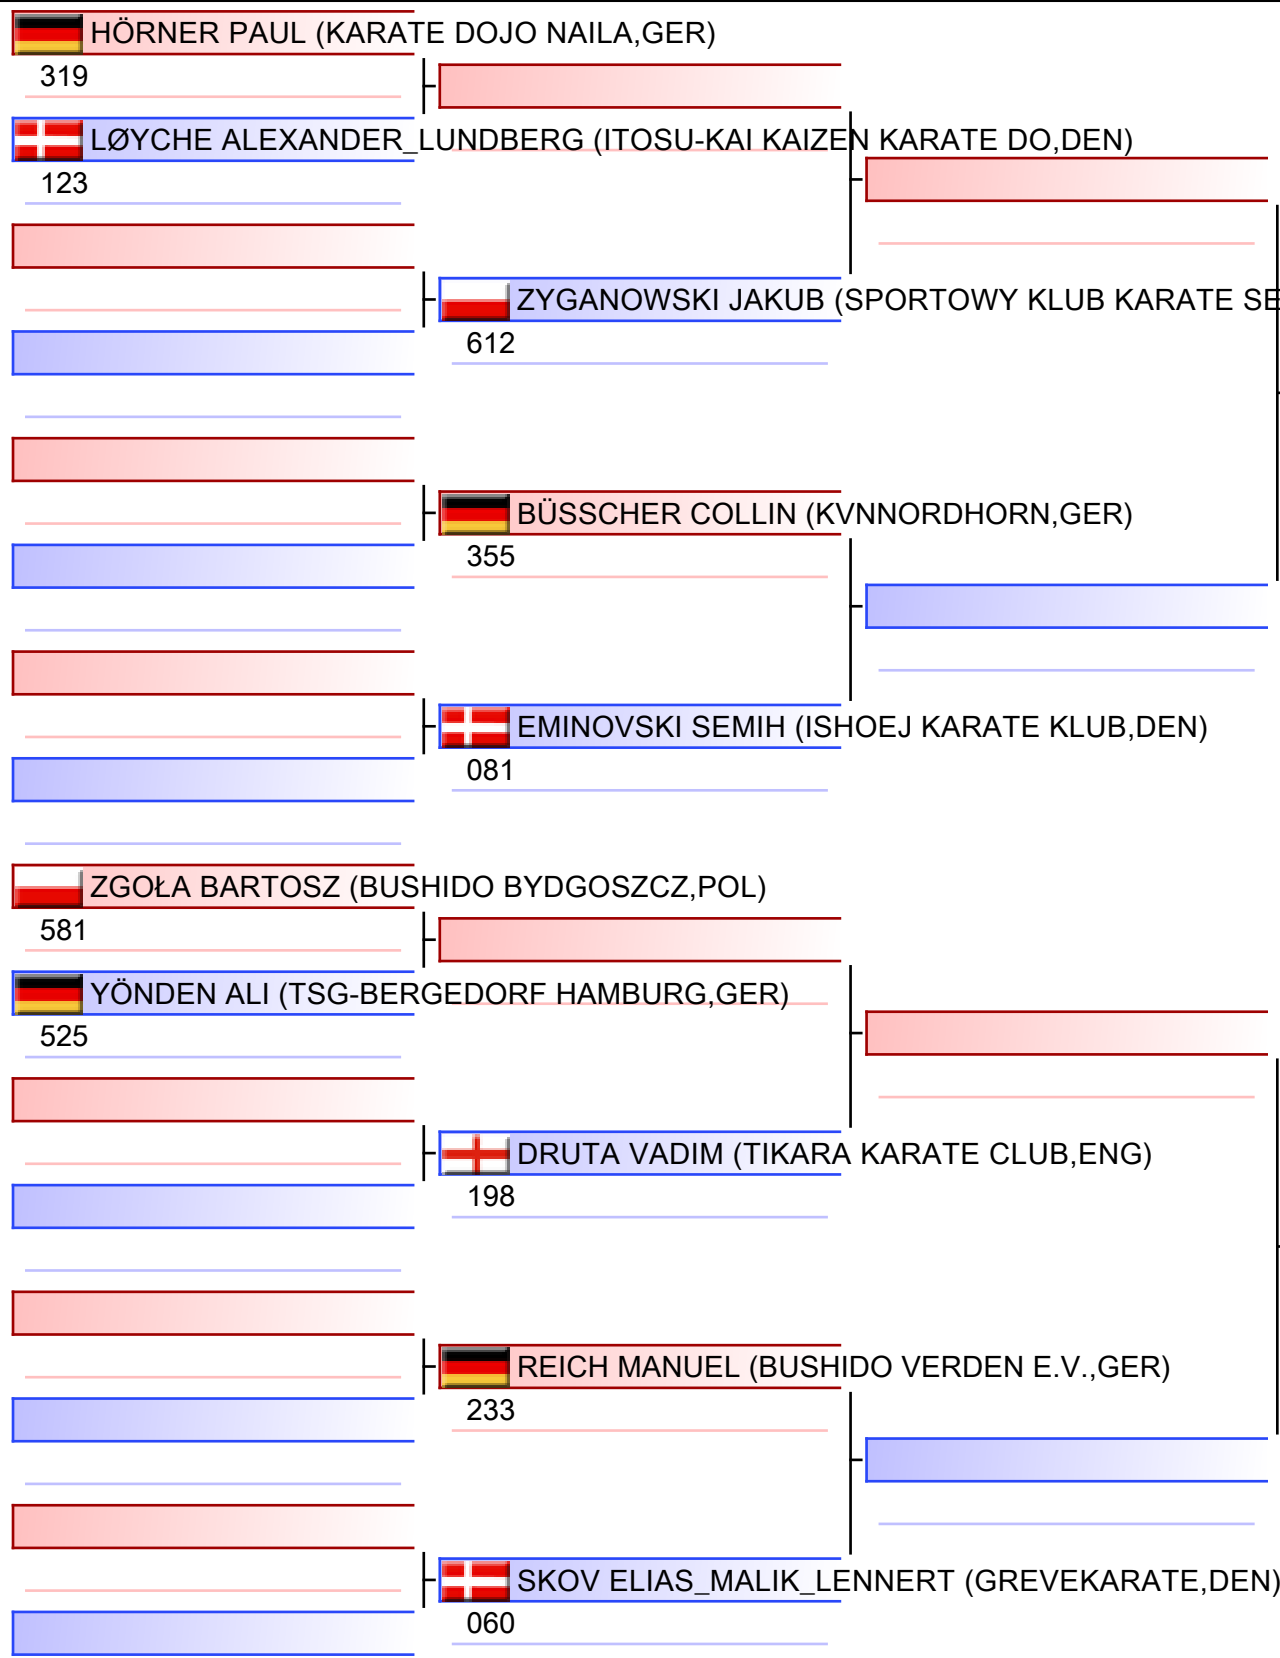 HÖRNER PAUL (KARATE DOJO NAILA,GER)
319
LØYCHE ALEXANDER_LUNDBERG (ITOSU-KAI KAIZEN KARATE DO,DEN)
123
ZYGANOWSKI JAKUB (SPORTOWY KLUB KARATE SE
612
BÜSSCHER COLLIN (KVNNORDHORN,GER)
355
EMINOVSKI SEMIH (ISHOEJ KARATE KLUB,DEN)
081
ZGOŁA BARTOSZ (BUSHIDO BYDGOSZCZ,POL)
581
YÖNDEN ALI (TSG-BERGEDORF HAMBURG,GER)
525
DRUTA VADIM (TIKARA KARATE CLUB,ENG)
198
REICH MANUEL (BUSHIDO VERDEN E.V.,GER)
233
SKOV ELIAS_MALIK_LENNERT (GREVEKARATE,DEN)
060